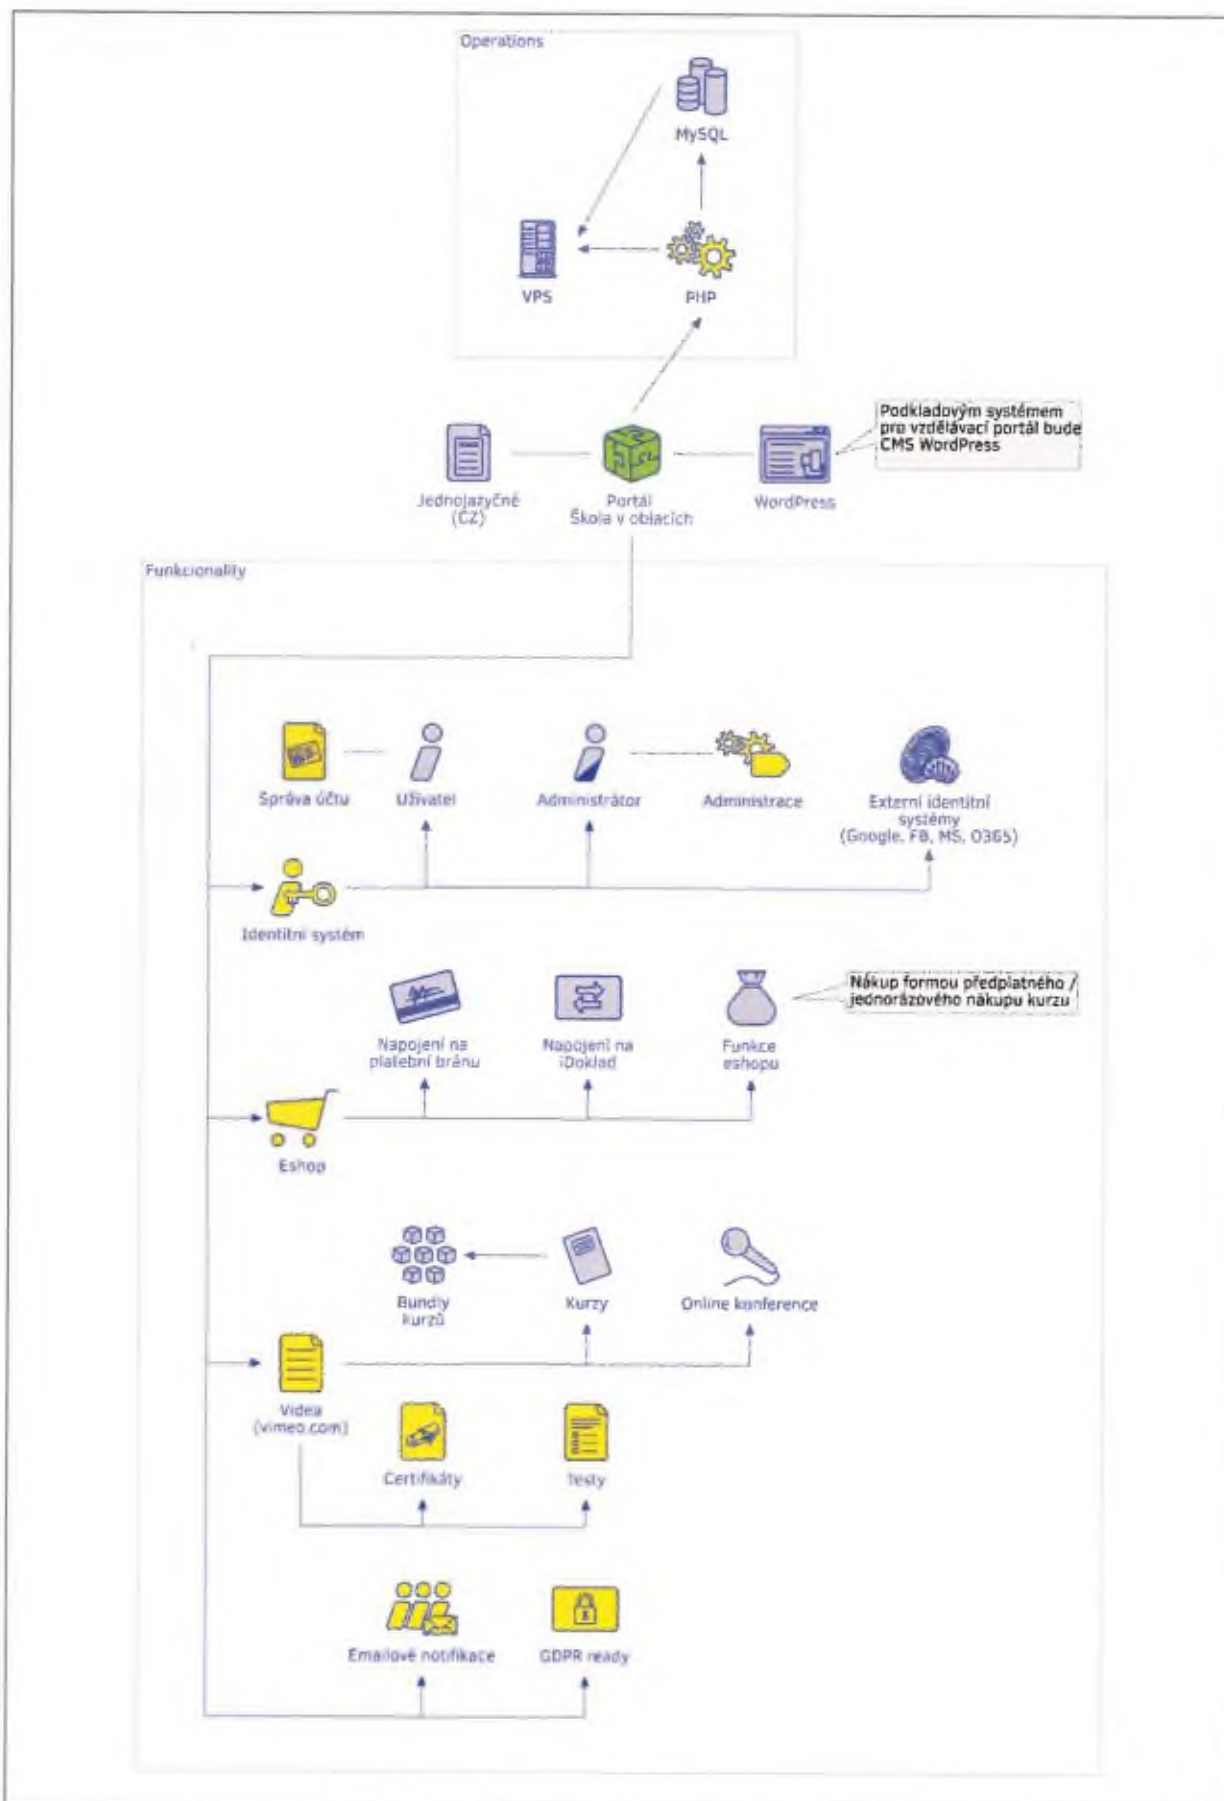 Operations
MySQL
VPS
PHP
Podkladovým systémem
pro vzdělávací portál bude
CMS WordPress
Jednojazyčné
(CZ)
Portál
Škola v oblacích
WordPress
Funkcionality
Správa účtu
Uživatel
Administrátor
Administrace
Externí identitní
systémy
(Google, FB, MS, O365)
Identitní systém
Nákup formou předplatného /
jednorázového nákupu kurzu
Napojení na
platební bránu
Napojení na
iDoklad
Funkce
eshopu
Eshop
Bundly
kurzů
Kurzy
Online konference
Videa
(vimeo.com)
Certifikáty
Testy
Emailové notifikace
GDPR ready